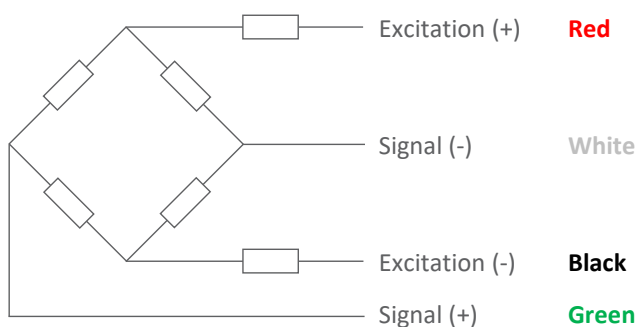 Excitation (+) Red
Signal (-) White
Excitation (-) Black
Signal (+) Green